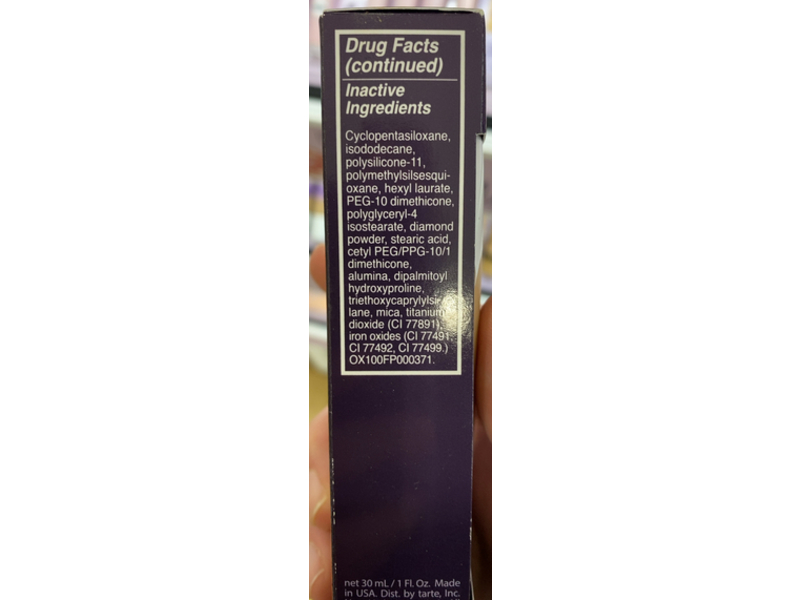 Drug Facts
(continued)
Inactive
Ingredients
Cyclopentasiloxane,
isododecane,
polysilicone-11,
polymethylsilsesqui-
oxane, hexyl laurate,
PEG-10 dimethicone,
polyglyceryl-4
isostearate, diamond
powder, stearic acid,
cetyl PEG/PPG-10/1
dimethicone,
alumina, dipalmitoyl
hydroxyproline,
triethoxycaprylylsi-
lane, mica, titanium
dioxide (CI 77891),
iron oxides (CI 77491,
CI 77492, CI 77499.)
OX100FP000371.
net 30 mL / 1 Fl. Oz. Made
in USA. Dist. by tarte, Inc.